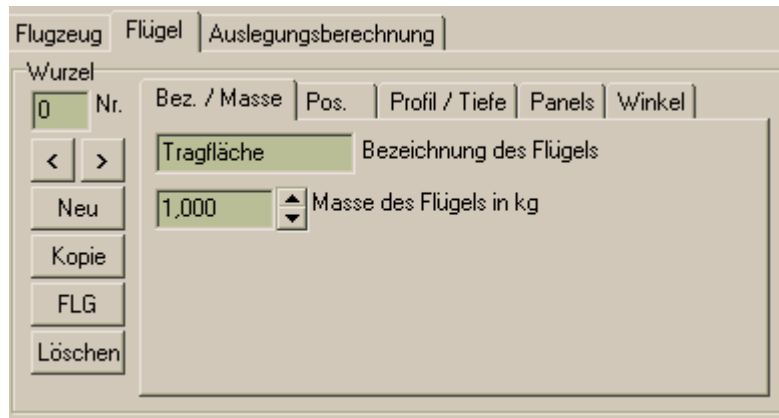 Flugzeug Flügel Auslegungsberechnung
Wurzel
0 Nr.
Bez. / Masse Pos. Profil / Tiefe Panels Winkel
< >
Tragfläche Bezeichnung des Flügels
Neu
1,000 Masse des Flügels in kg
Kopie
FLG
Löschen